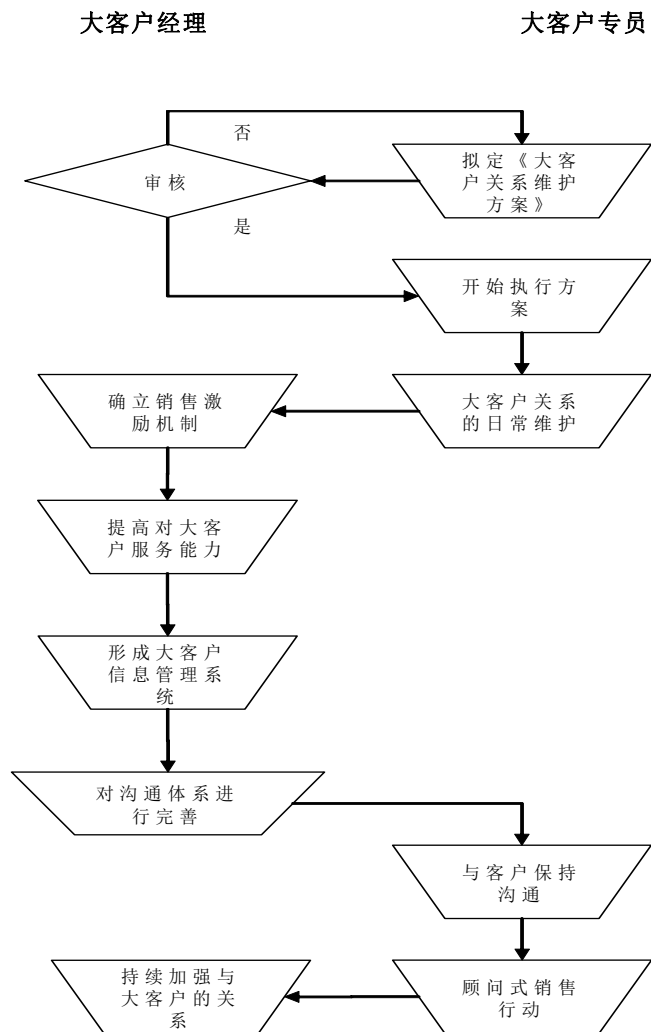 大客户经理
大客户专员
否
审核
是
拟定《大
客户关系维护
方案》
开始执行方
案
确立销售激
励机制
大客户关系
的日常维护
提高对大客
户服务能力
形成大客户
信息管理系
统
对沟通体系进
行完善
与客户保持
沟通
持续加强与
大客户的关
系
顾问式销售
行动